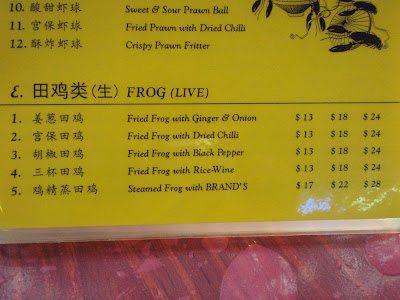 10. 酸甜虾球 Sweet & Sour Prawn Ball
11. 宫保虾球 Fried Prawn with Dried Chilli
12. 酥炸虾球 Crispy Prawn Fritter
E. 田鸡类(生) FROG (LIVE)
1. 姜葱田鸡 Fried Frog with Ginger & Onion $ 13 $ 18 $ 24
2. 宫保田鸡 Fried Frog with Dried Chilli $ 13 $ 18 $ 24
3. 胡椒田鸡 Fried Frog with Black Pepper $ 13 $ 18 $ 24
4. 三杯田鸡 Fried Frog with Rice-Wine $ 13 $ 18 $ 24
5. 鸡精蒸田鸡 Steamed Frog with BRAND'S $ 17 $ 22 $ 28